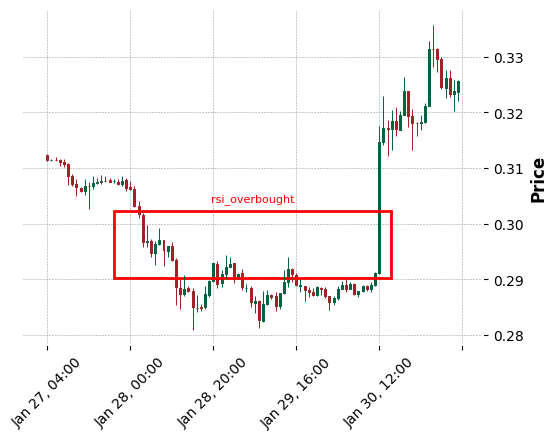 rsi_overbought
0.33
0.32
0.31
0.30
0.29
0.28
Price
Jan 27, 04:00
Jan 28, 00:00
Jan 28, 20:00
Jan 29, 16:00
Jan 30, 12:00